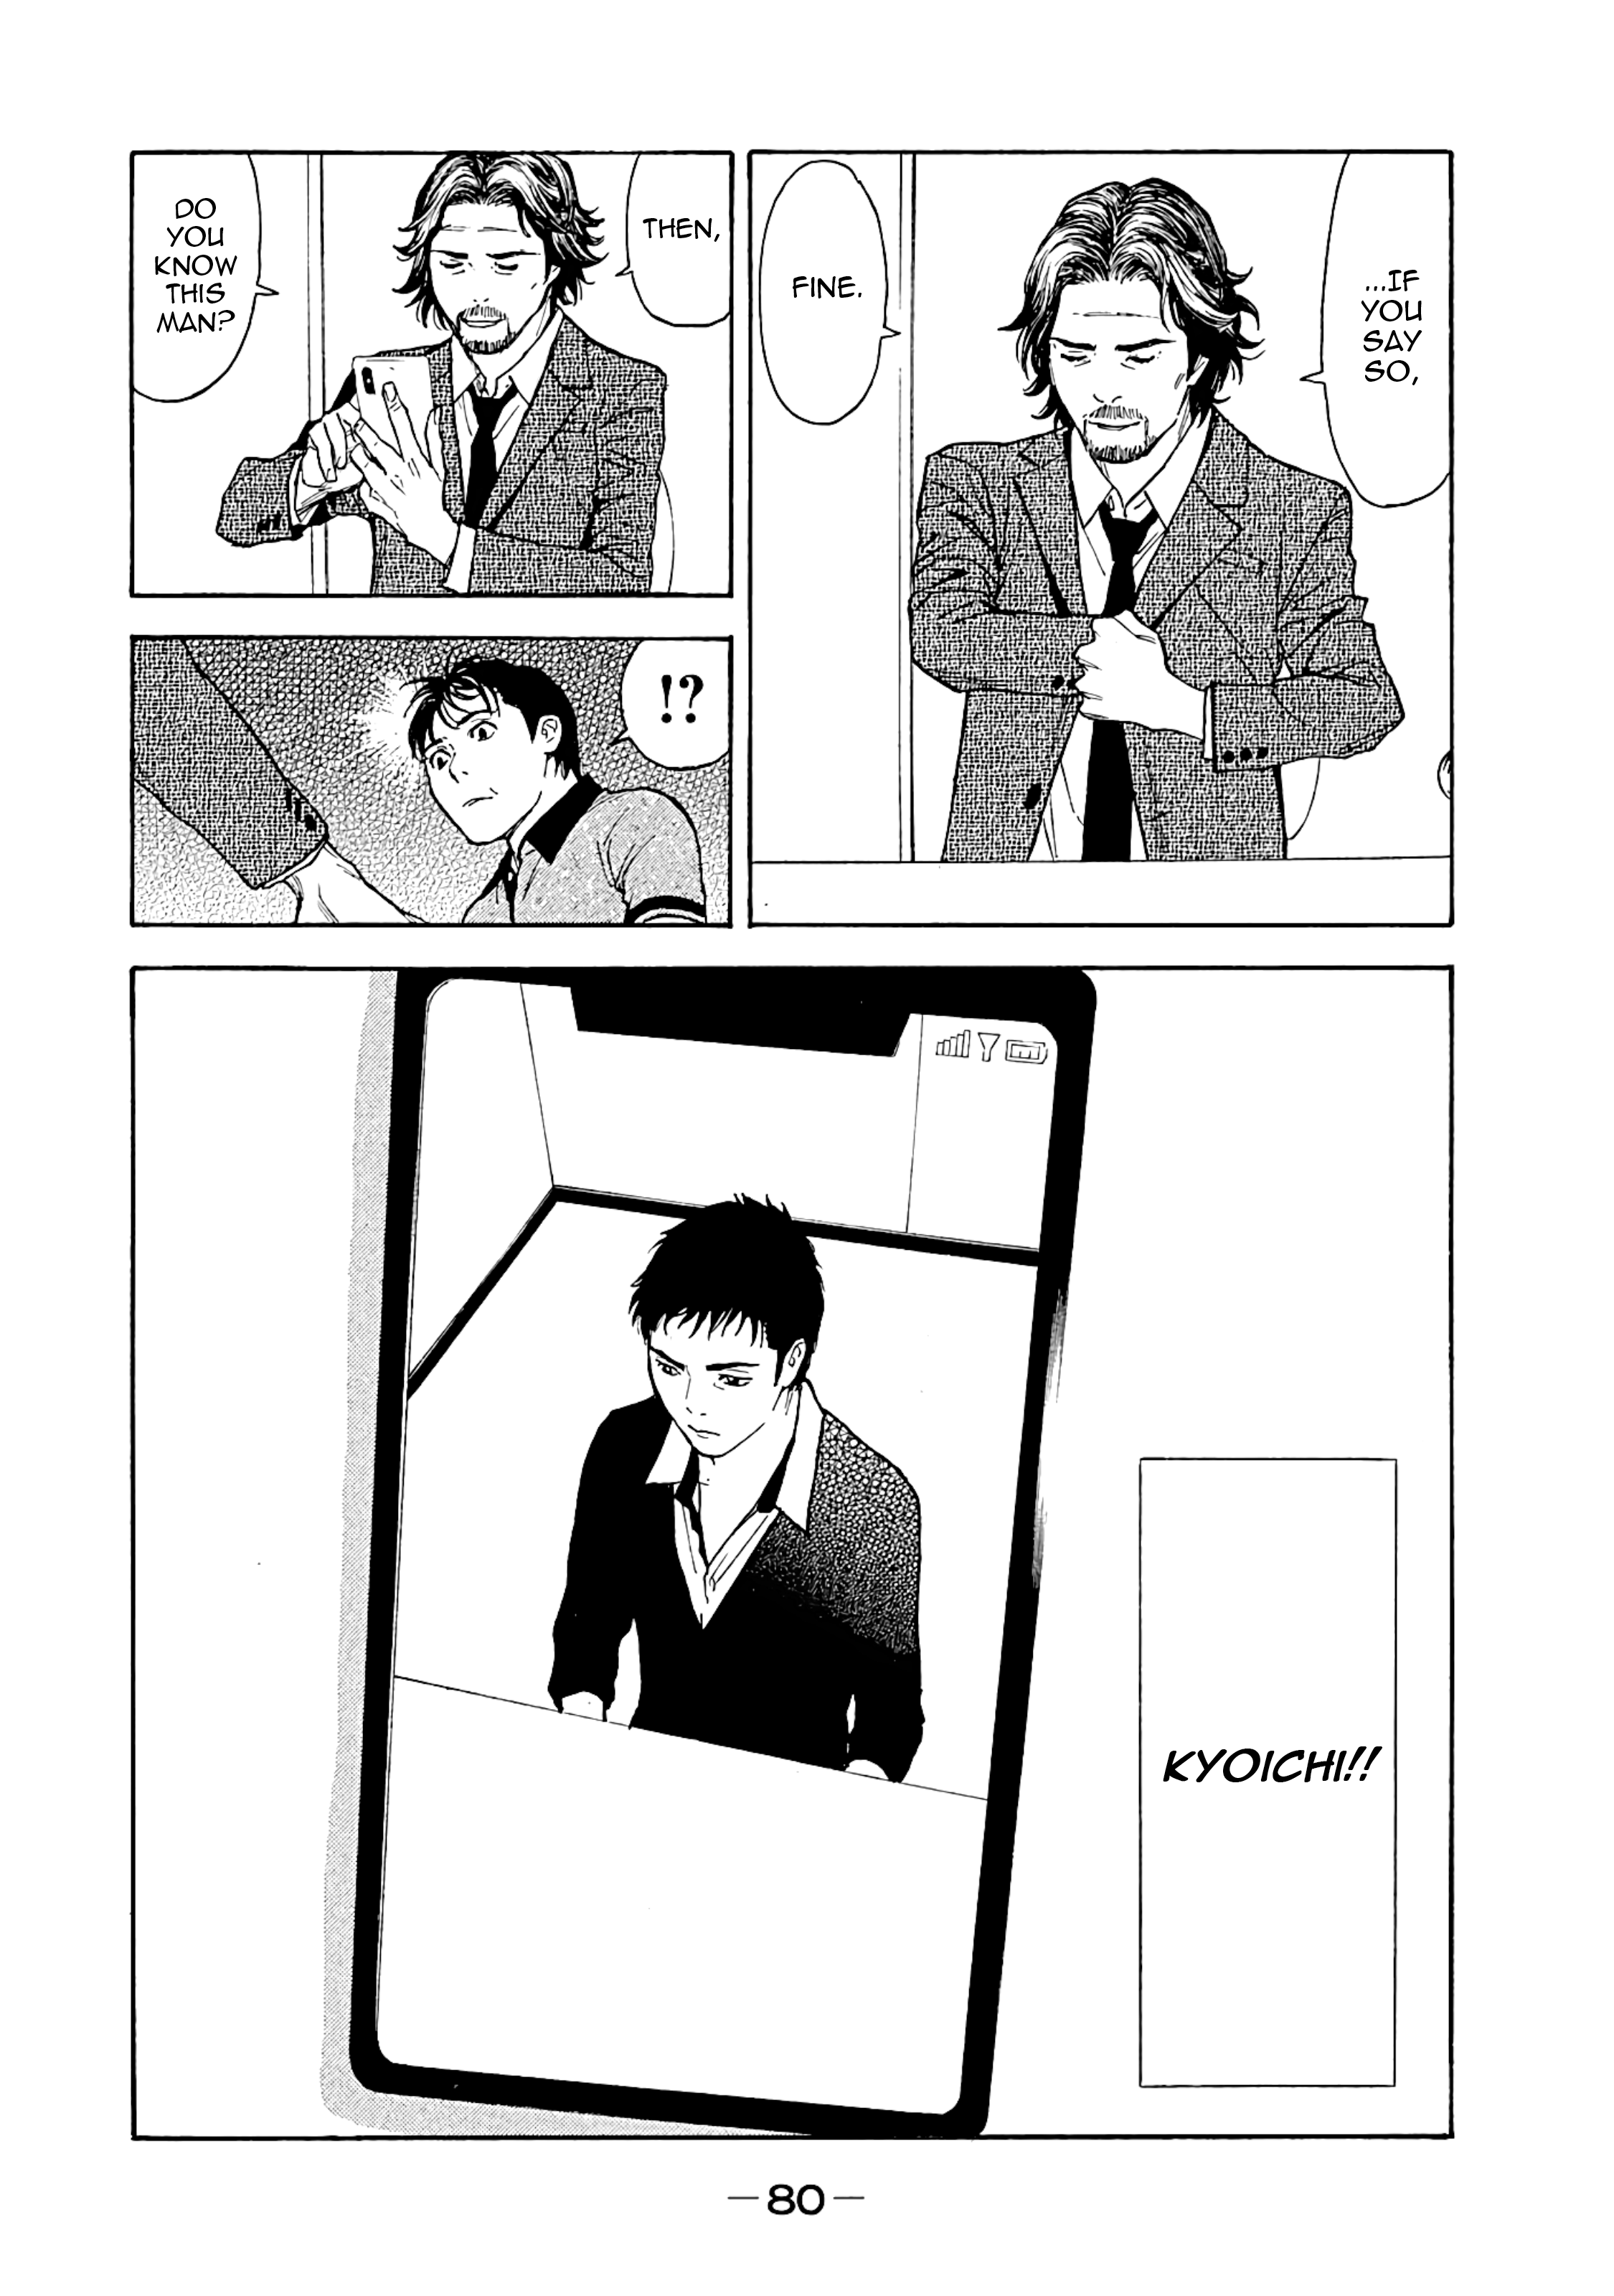 ...IF
YOU
SAY
SO,
FINE.
THEN,
DO
YOU
KNOW
THIS
MAN?
!?
KYOICHI!!
—80—